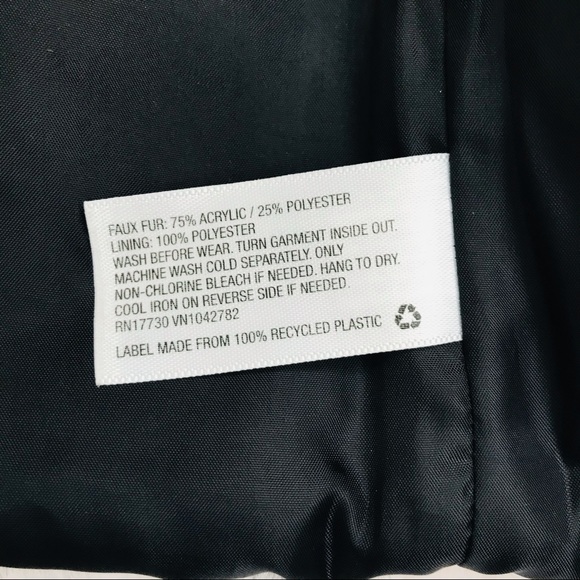 FAUX FUR: 75% ACRYLIC / 25% POLYESTER
LINING: 100% POLYESTER
WASH BEFORE WEAR. TURN GARMENT INSIDE OUT.
MACHINE WASH COLD SEPARATELY. ONLY
NON-CHLORINE BLEACH IF NEEDED. HANG TO DRY.
COOL IRON ON REVERSE SIDE IF NEEDED.
RN17730 VN1042782
LABEL MADE FROM 100% RECYCLED PLASTIC